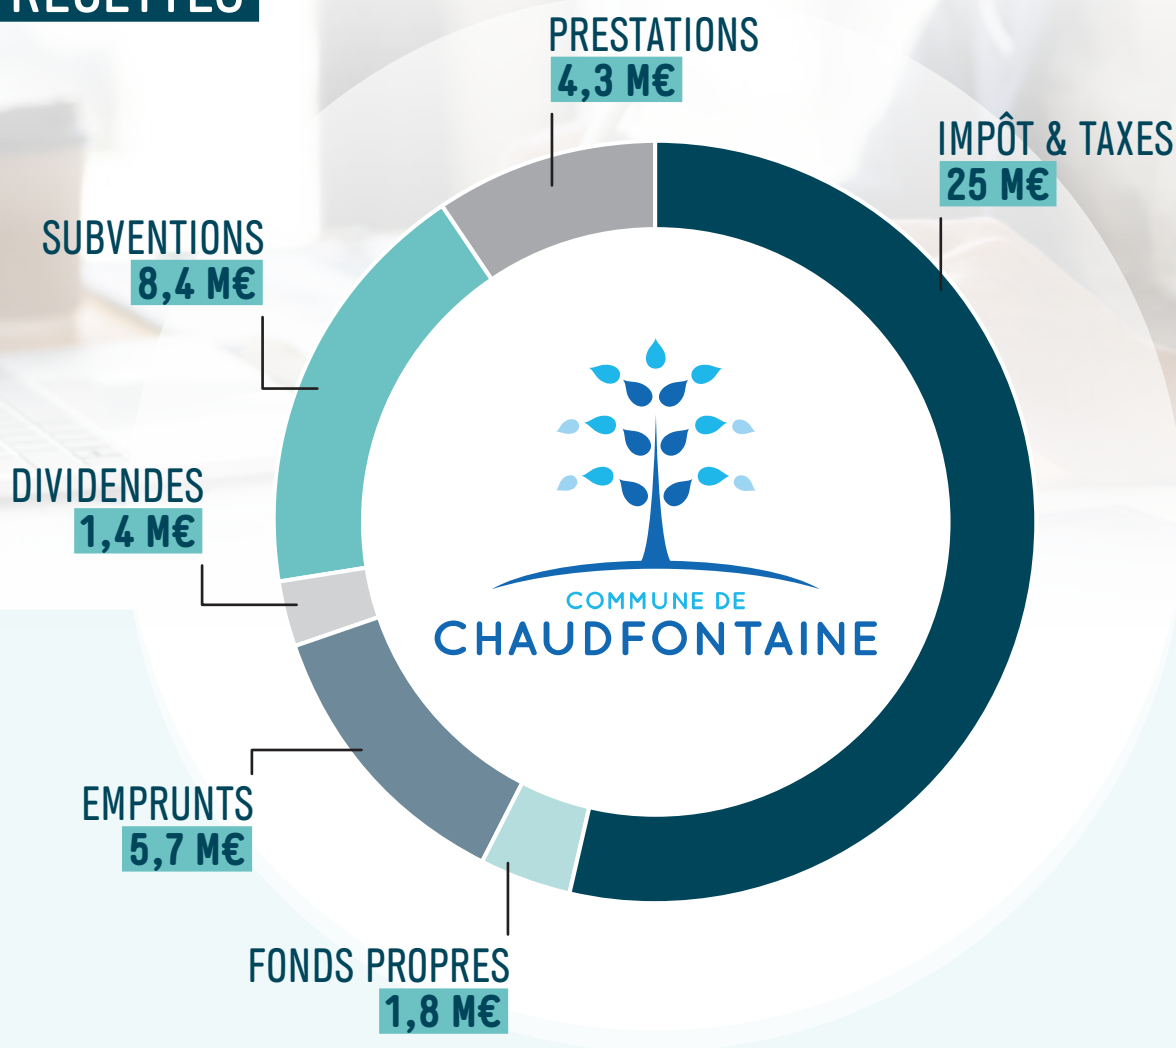 RECETTES
PRESTATIONS
4,3 M€
IMPÔT & TAXES
25 M€
SUBVENTIONS
8,4 M€
DIVIDENDES
1,4 M€
COMMUNE DE
CHAUDFONTAINE
EMPRUNTS
5,7 M€
FONDS PROPRES
1,8 M€